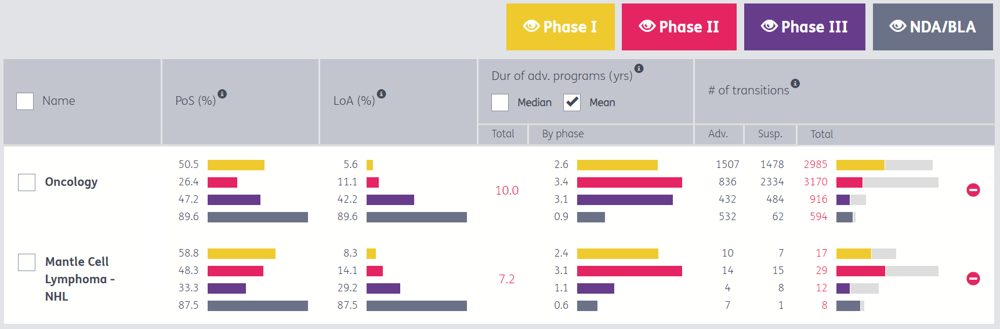 Phase I Phase II Phase III NDA/BLA
Name PoS (%) LoA (%) Dur of adv. programs (yrs) # of transitions
Median Mean
Total By phase Adv. Susp. Total
Oncology
50.5 5.6 2.6 1507 1478 2985
26.4 11.1 3.4 836 2334 3170
10.0
47.2 42.2 3.1 432 484 916
89.6 89.6 0.9 532 62 594
Mantle Cell
Lymphoma -
NHL
58.8 8.3 2.4 10 7 17
48.3 14.1 3.1 14 15 29
7.2
33.3 29.2 1.1 4 8 12
87.5 87.5 0.6 7 1 8